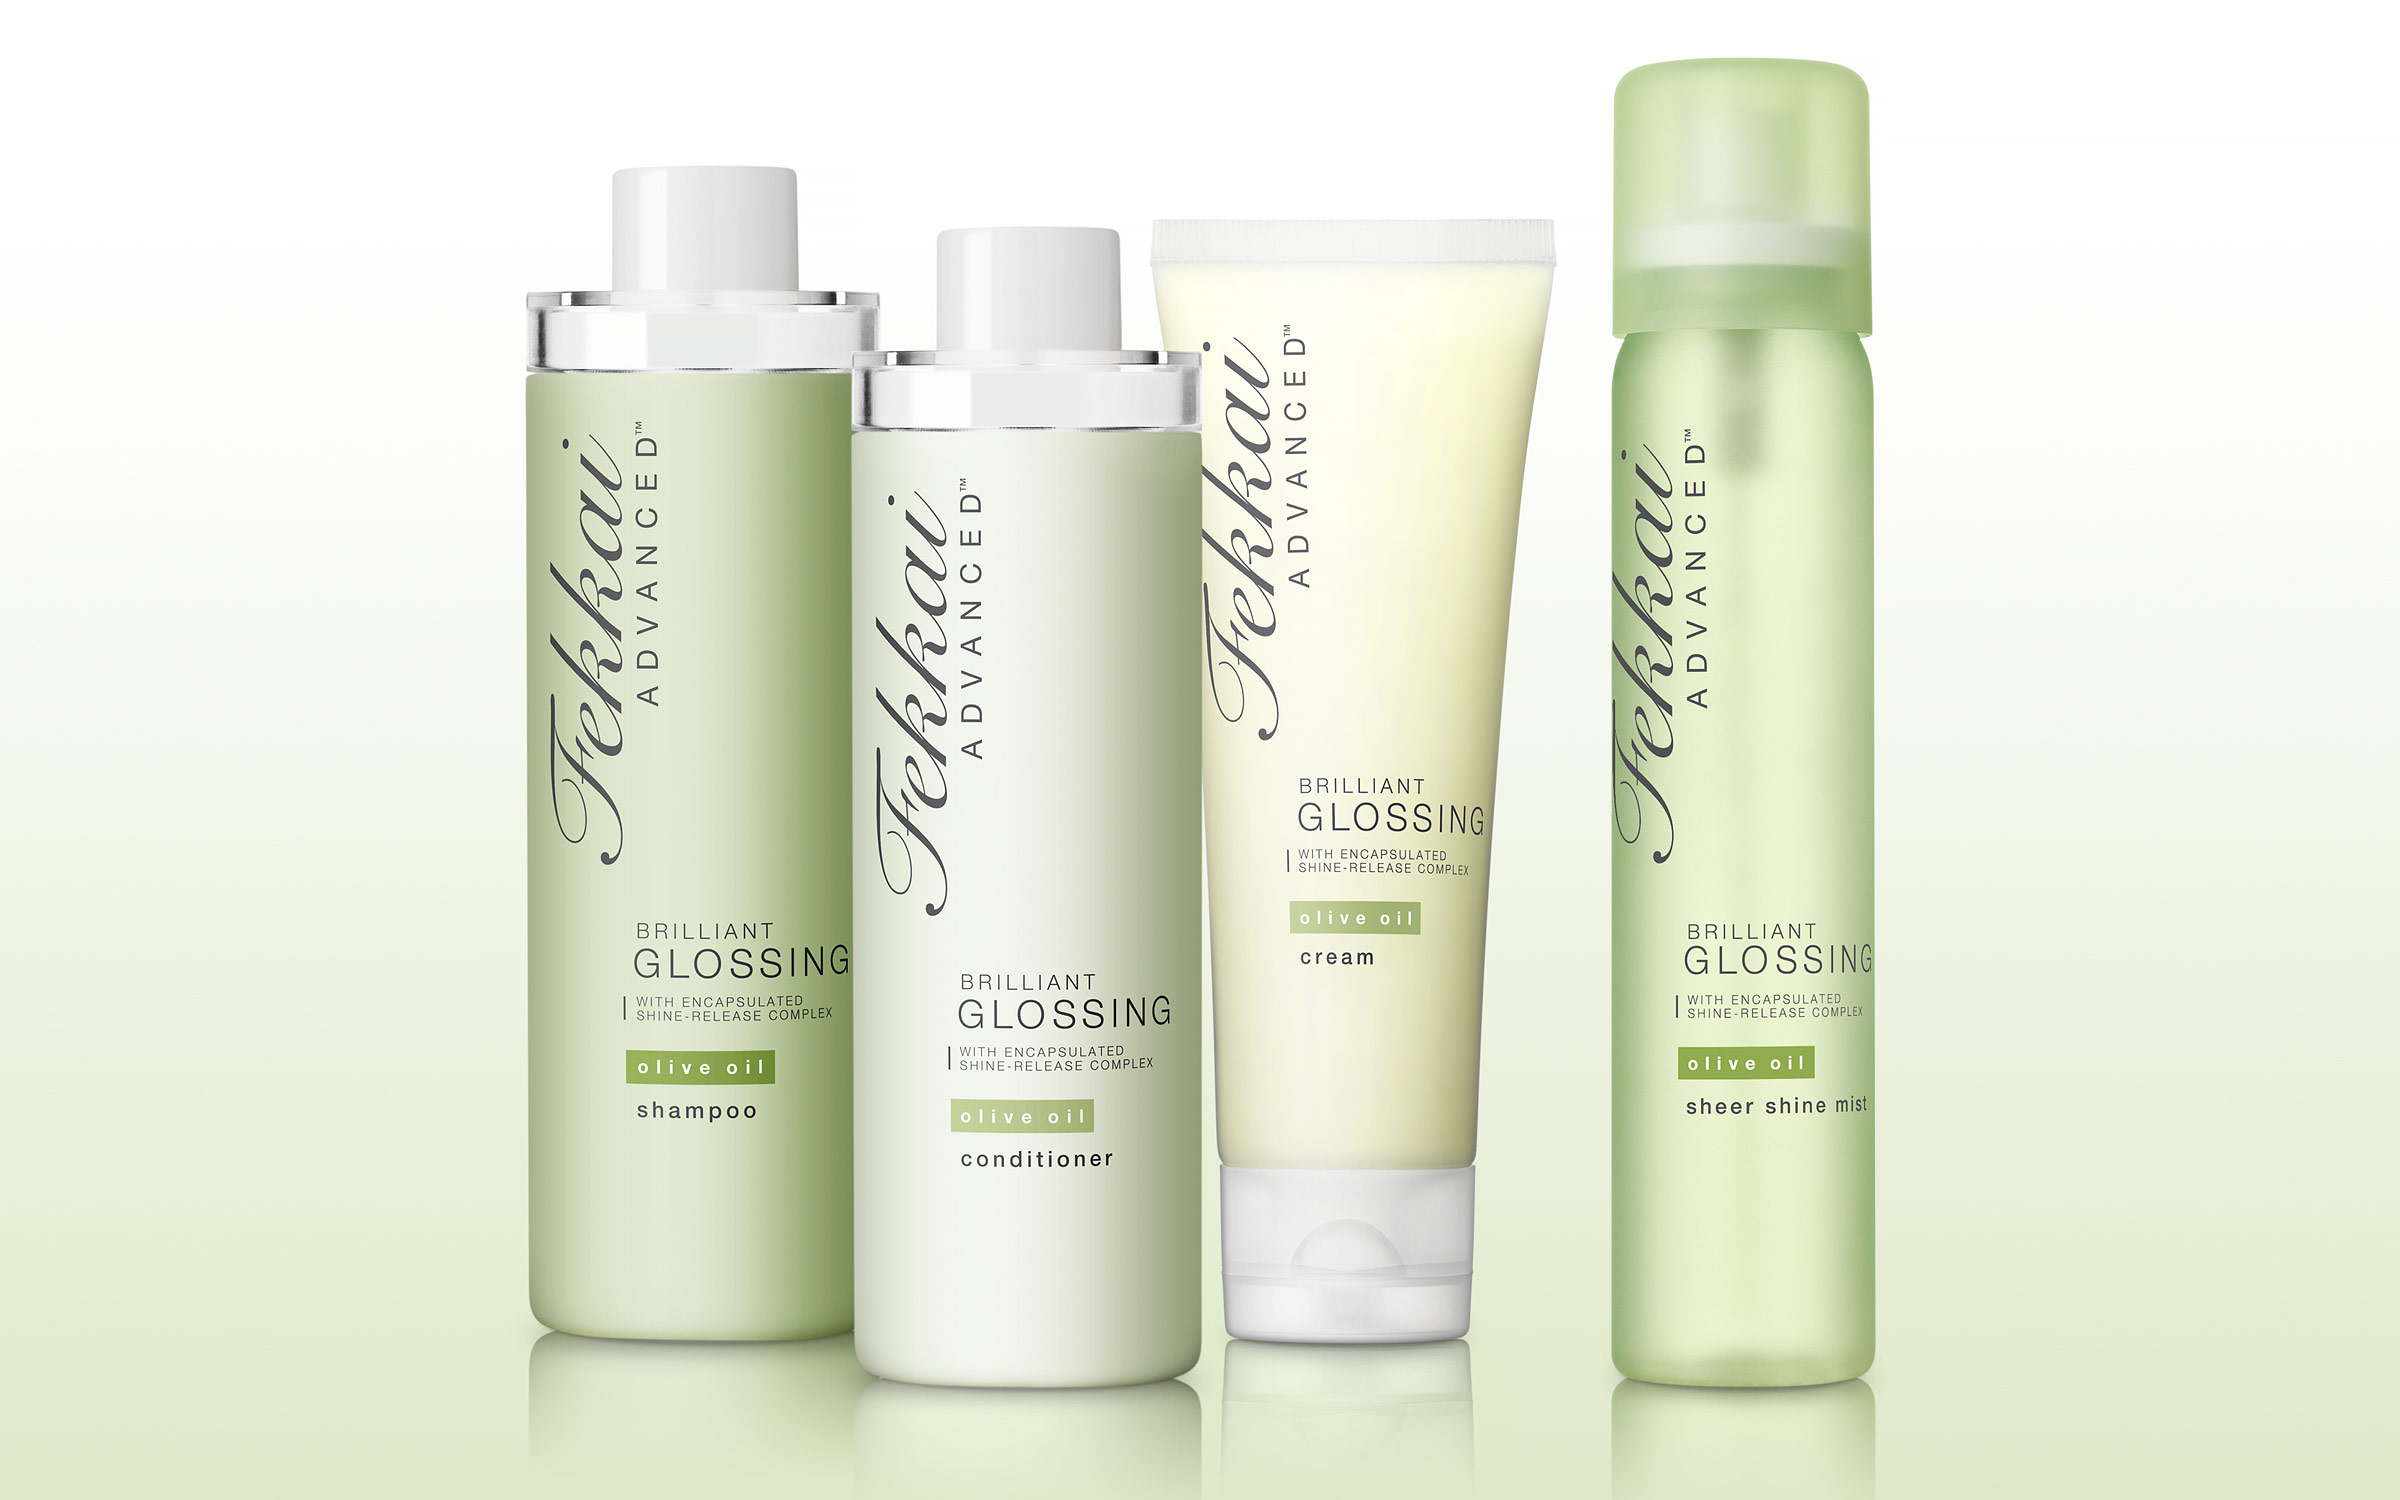 Fekkai
ADVANCED™
BRILLIANT
GLOSSING
WITH ENCAPSULATED
SHINE-RELEASE COMPLEX
olive oil
shampoo
Fekkai
ADVANCED™
BRILLIANT
GLOSSING
WITH ENCAPSULATED
SHINE-RELEASE COMPLEX
olive oil
conditioner
Fekkai
ADVANCED™
BRILLIANT
GLOSSING
WITH ENCAPSULATED
SHINE-RELEASE COMPLEX
olive oil
cream
Fekkai
ADVANCED™
BRILLIANT
GLOSSING
WITH ENCAPSULATED
SHINE-RELEASE COMPLEX
olive oil
sheer shine mist